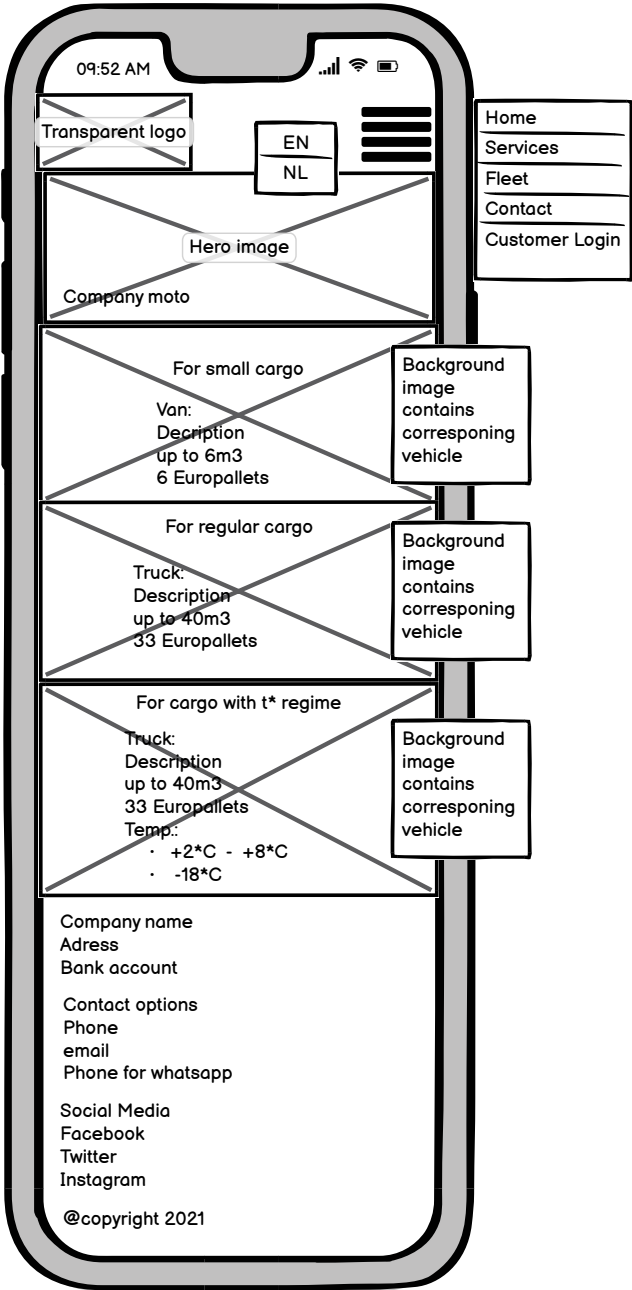 09:52 AM
Transparent logo
EN
NL
Home
Services
Fleet
Contact
Customer Login
Hero image
Company moto
For small cargo
Van:
Decription
up to 6m3
6 Europallets
Background
image
contains
corresponing
vehicle
For regular cargo
Truck:
Description
up to 40m3
33 Europallets
Background
image
contains
corresponing
vehicle
For cargo with t* regime
Truck:
Description
up to 40m3
33 Europallets
Temp.:
· +2*C - +8*C
· -18*C
Background
image
contains
corresponing
vehicle
Company name
Adress
Bank account
Contact options
Phone
email
Phone for whatsapp
Social Media
Facebook
Twitter
Instagram
@copyright 2021